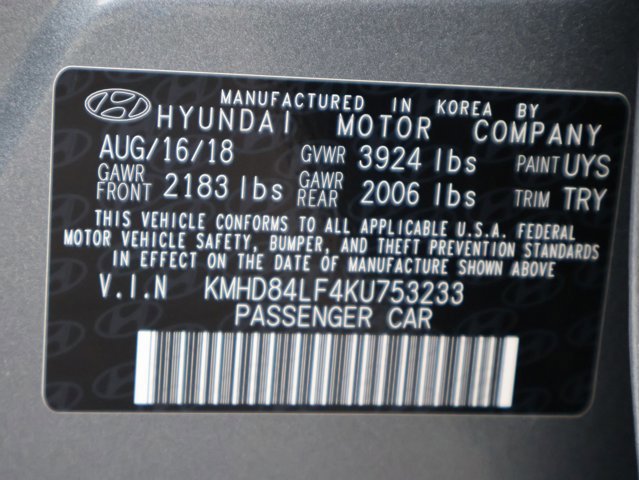 MANUFACTURED IN KOREA BY
HYUNDAI MOTOR COMPANY
AUG/16/18 GVWR 3924 lbs PAINT UYS
GAWR FRONT 2183 lbs GAWR REAR 2006 lbs TRIM TRY
THIS VEHICLE CONFORMS TO ALL APPLICABLE U.S.A. FEDERAL
MOTOR VEHICLE SAFETY, BUMPER, AND THEFT PREVENTION STANDARDS
IN EFFECT ON THE DATE OF MANUFACTURE SHOWN ABOVE
V.I.N KMHD84LF4KU753233
PASSENGER CAR